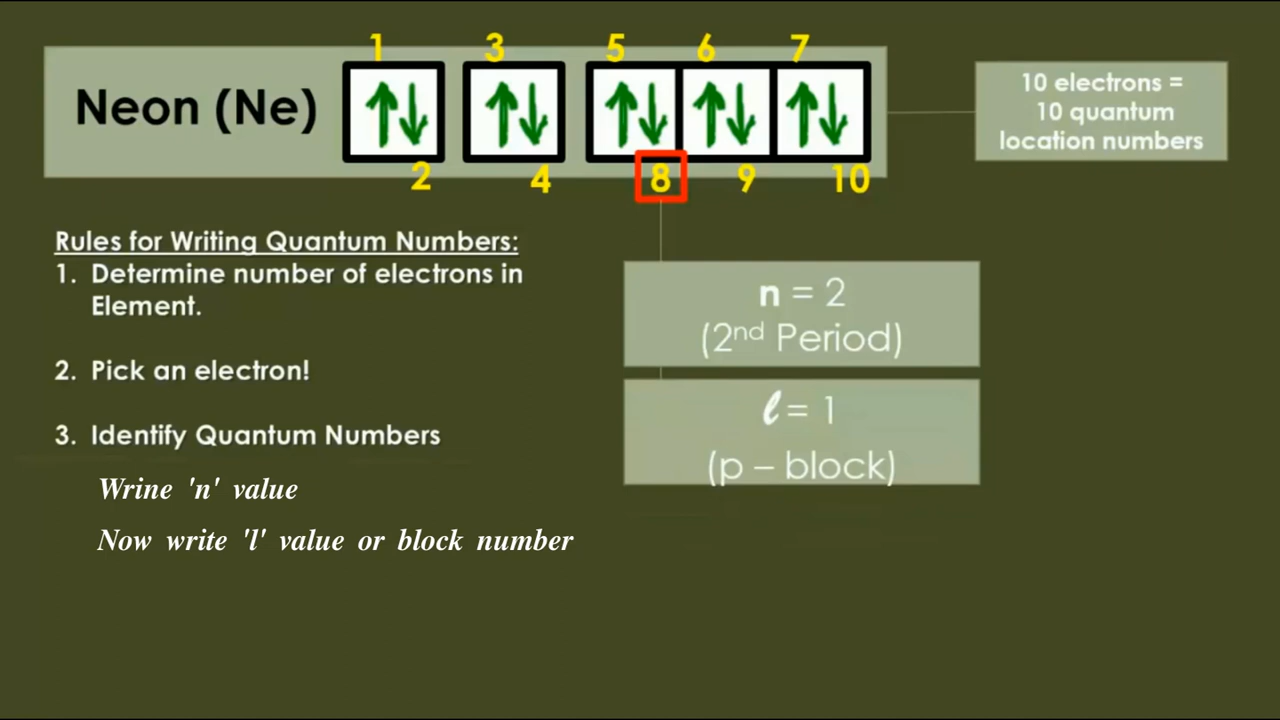 1 3 5 6 7
Neon (Ne)
2 4 8 9 10
10 electrons =
10 quantum
location numbers
Rules for Writing Quantum Numbers:
1. Determine number of electrons in
Element.
2. Pick an electron!
3. Identify Quantum Numbers
Wrine 'n' value
Now write 'l' value or block number
n = 2
(2nd Period)
ℓ = 1
(p – block)